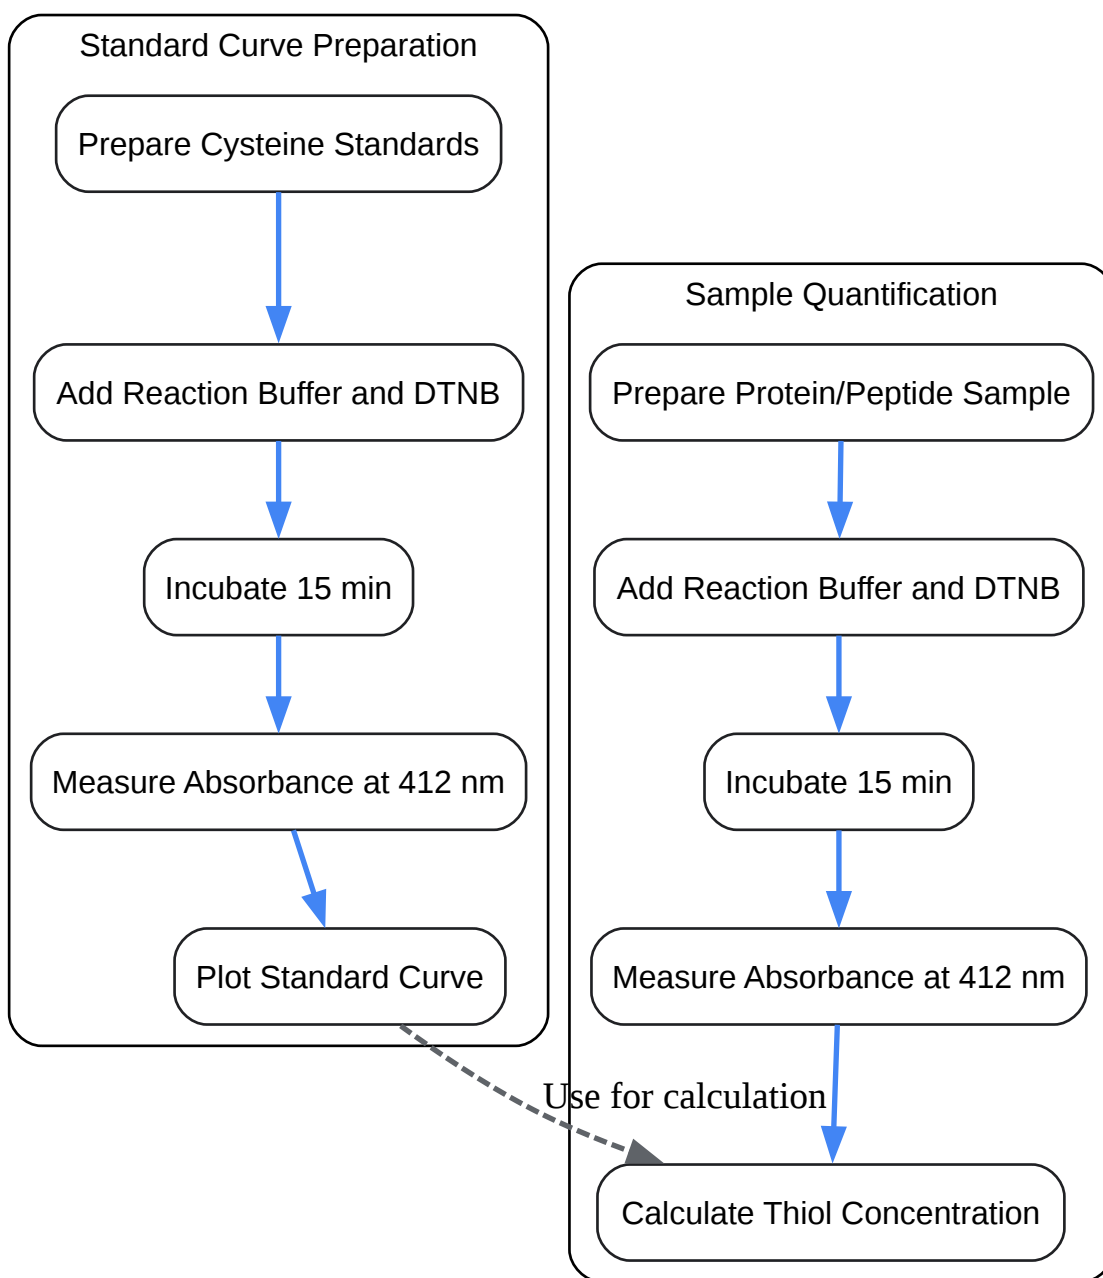 Standard Curve Preparation
Prepare Cysteine Standards
Add Reaction Buffer and DTNB
Incubate 15 min
Measure Absorbance at 412 nm
Plot Standard Curve
Use for calculation
Sample Quantification
Prepare Protein/Peptide Sample
Add Reaction Buffer and DTNB
Incubate 15 min
Measure Absorbance at 412 nm
Calculate Thiol Concentration